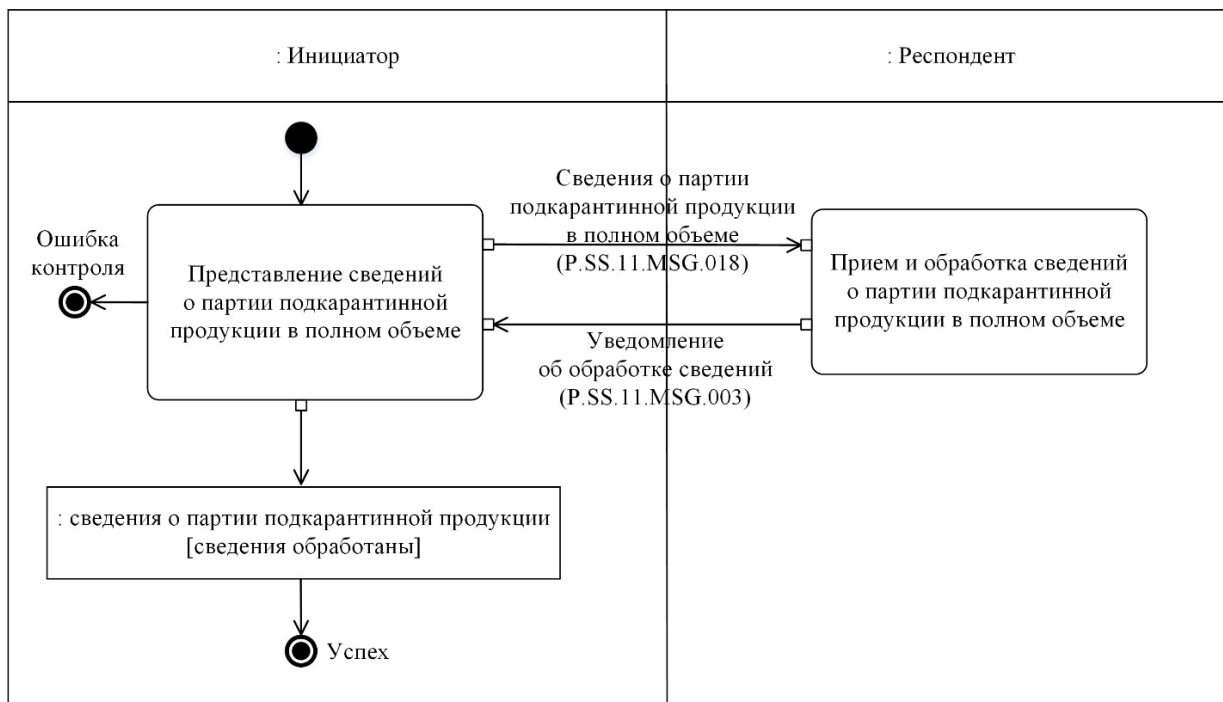 : Инициатор
: Респондент
Сведения о партии
подкарантинной продукции
в полном объеме
(P.SS.11.MSG.018)
Ошибка
контроля
Представление сведений
о партии подкарантинной
продукции в полном объеме
Прием и обработка сведений
о партии подкарантинной
продукции в полном объеме
Уведомление
об обработке сведений
(P.SS.11.MSG.003)
: сведения о партии подкарантинной продукции
[сведения обработаны]
Успех